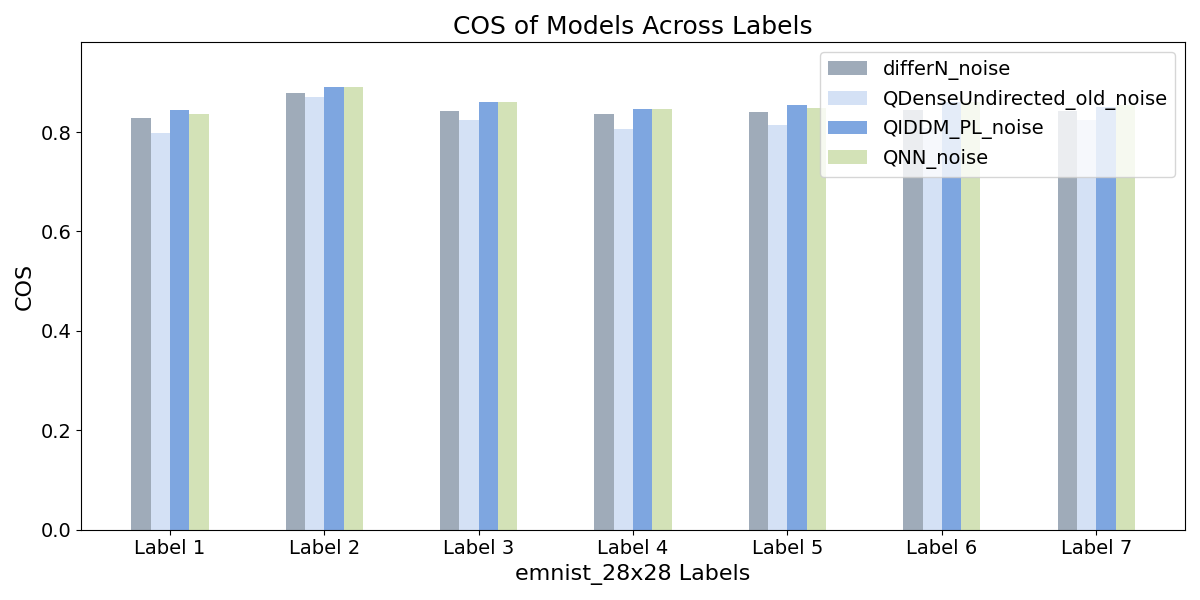 COS of Models Across Labels
differN_noise
QDenseUndirected_old_noise
QIDDM_PL_noise
QNN_noise
COS
0.8
0.6
0.4
0.2
0.0
Label 1 Label 2 Label 3 Label 4 Label 5 Label 6 Label 7
emnist_28x28 Labels